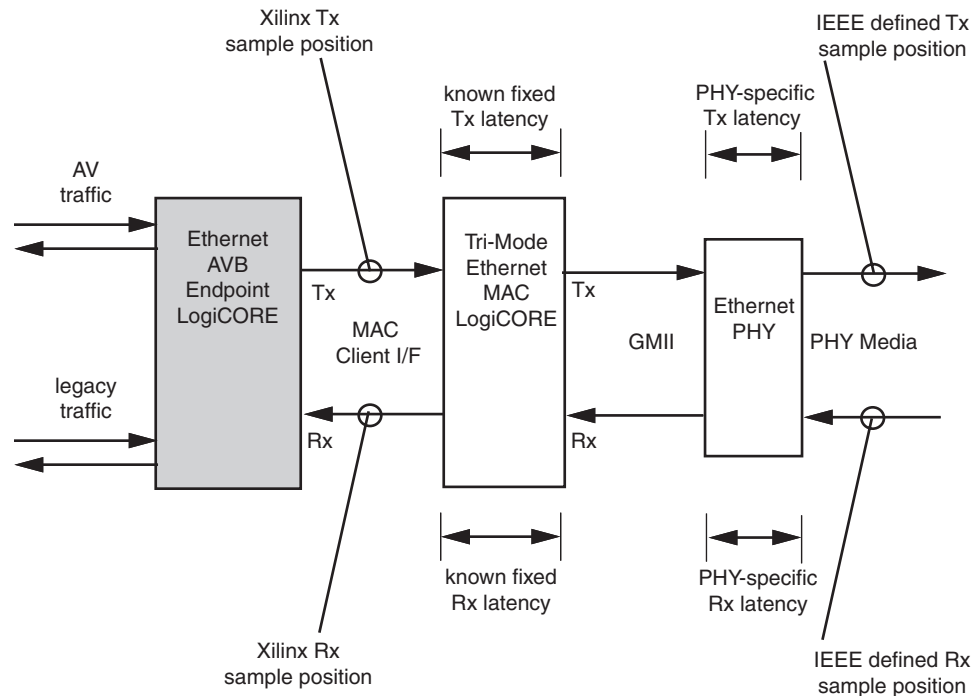 Xilinx Tx
sample position
IEEE defined Tx
sample position
known fixed
Tx latency
PHY-specific
Tx latency
AV
traffic
Ethernet
AVB
Endpoint
LogiCORE
Tx
MAC
Client I/F
Rx
Tri-Mode
Ethernet
MAC
LogiCORE
Tx
GMII
Rx
Ethernet
PHY
PHY Media
legacy
traffic
known fixed
Rx latency
PHY-specific
Rx latency
Xilinx Rx
sample position
IEEE defined Rx
sample position